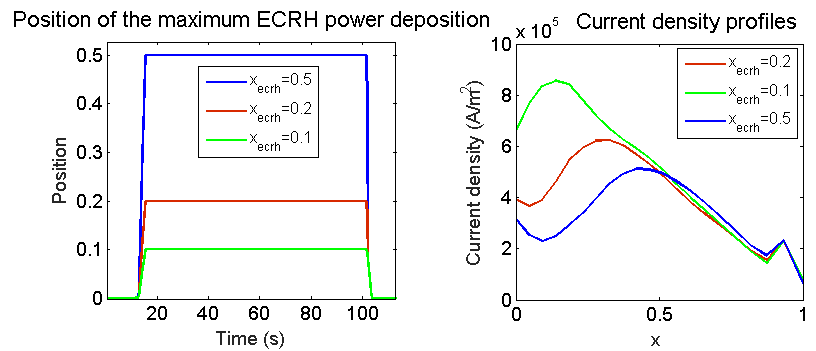 Position of the maximum ECRH power deposition
0.5
0.4
0.3
0.2
0.1
0
Position
x_ecrh=0.5
x_ecrh=0.2
x_ecrh=0.1
20 40 60 80 100
Time (s)
Current density profiles
x 10^5
10
8
6
4
2
0
Current density (A/m²)
x_ecrh=0.2
x_ecrh=0.1
x_ecrh=0.5
0 0.5 1
x